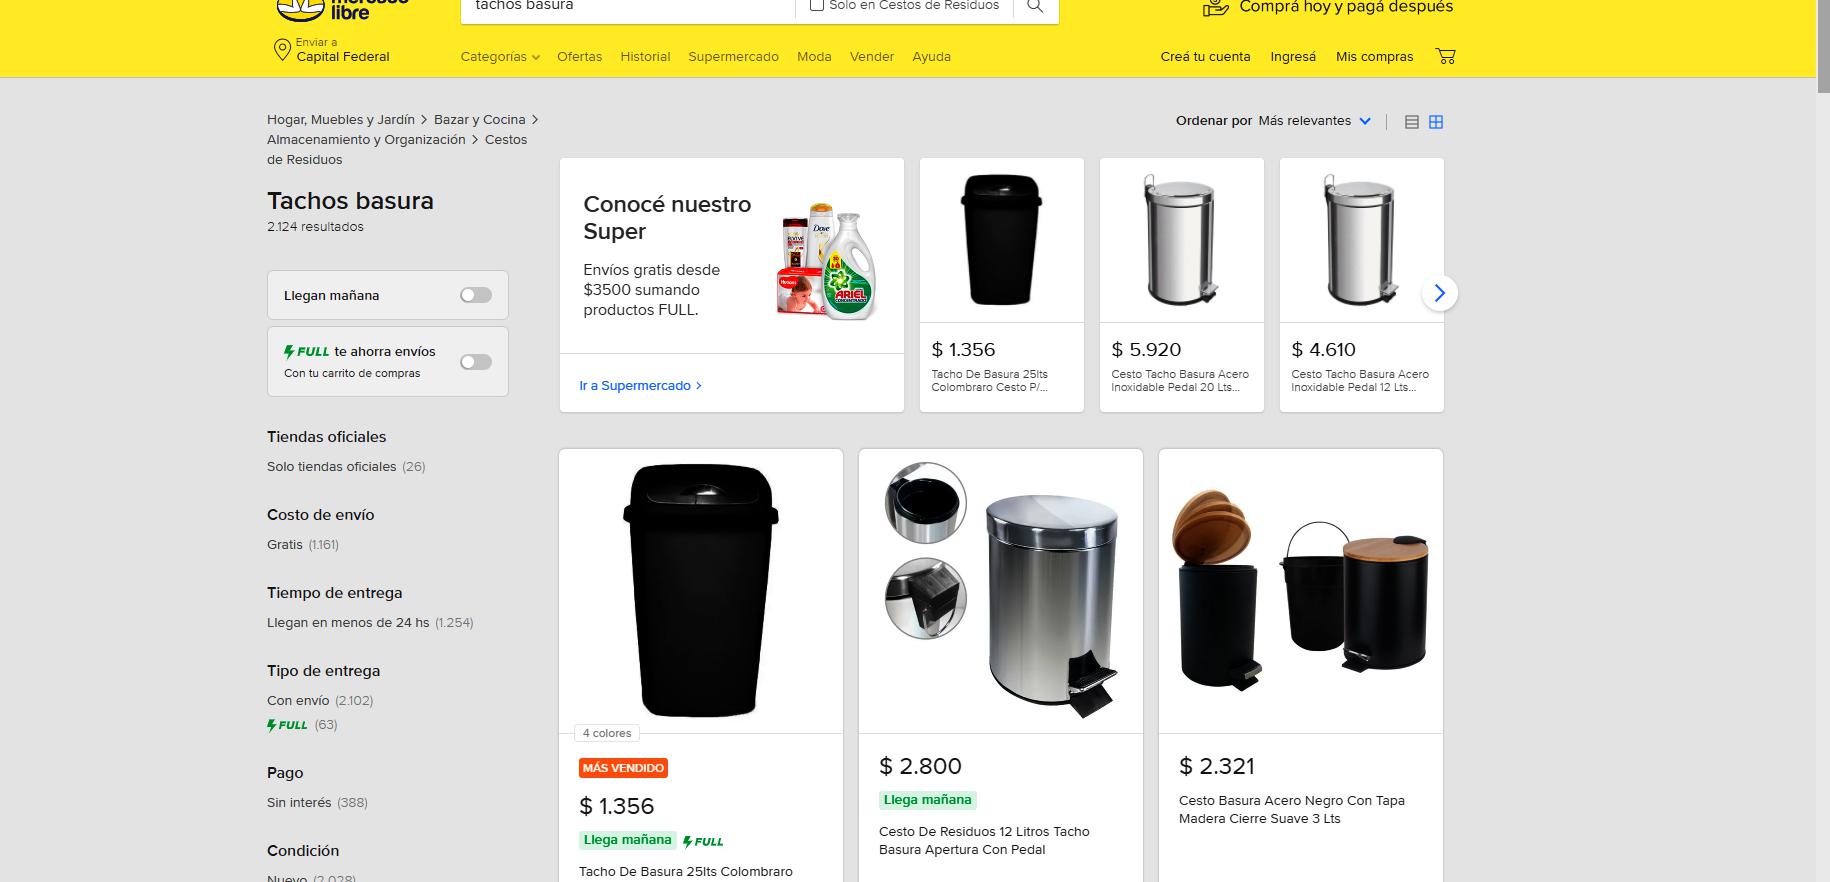 mercado
libre
tachos basura
Solo en Cestos de Residuos
Comprá hoy y pagá después
Enviar a
Capital Federal
Categorías
Ofertas
Historial
Supermercado
Moda
Vender
Ayuda
Creá tu cuenta
Ingresá
Mis compras
Hogar, Muebles y Jardín > Bazar y Cocina >
Almacenamiento y Organización > Cestos
de Residuos
Ordenar por Más relevantes
Tachos basura
2.124 resultados
Llegan mañana
FULL te ahorra envíos
Con tu carrito de compras
Tiendas oficiales
Solo tiendas oficiales (26)
Costo de envío
Gratis (1.161)
Tiempo de entrega
Llegan en menos de 24 hs (1.254)
Tipo de entrega
Con envío (2.102)
FULL (63)
Pago
Sin interés (388)
Condición
Nuevo (2.028)
Conocé nuestro
Super
Envíos gratis desde
$3500 sumando
productos FULL.
Dove
ELVIVE
Huggies
ARIEL
CONCENTRADO
Ir a Supermercado >
$ 1.356
Tacho De Basura 25lts
Colombraro Cesto P/...
$ 5.920
Cesto Tacho Basura Acero
Inoxidable Pedal 20 Lts...
$ 4.610
Cesto Tacho Basura Acero
Inoxidable Pedal 12 Lts...
4 colores
MÁS VENDIDO
$ 1.356
Llega mañana FULL
Tacho De Basura 25lts Colombraro
$ 2.800
Llega mañana
Cesto De Residuos 12 Litros Tacho
Basura Apertura Con Pedal
$ 2.321
Cesto Basura Acero Negro Con Tapa
Madera Cierre Suave 3 Lts